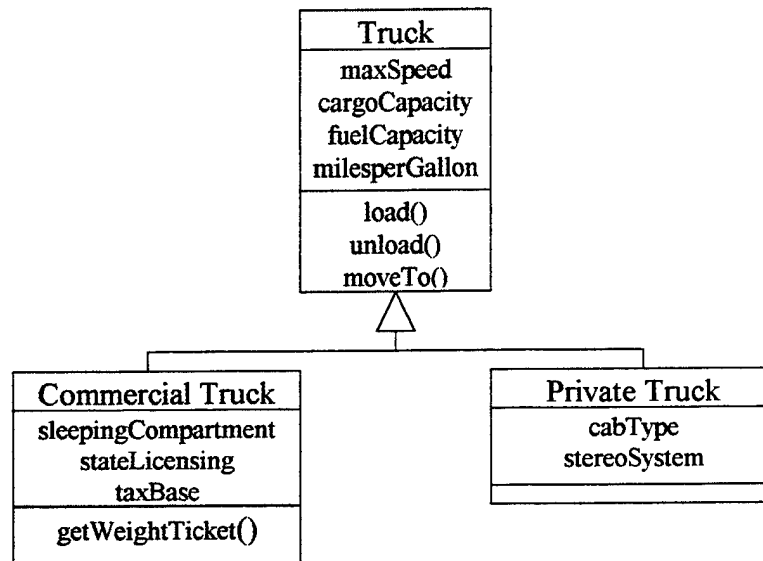 Truck
maxSpeed
cargoCapacity
fuelCapacity
milesperGallon
load()
unload()
moveTo()
Commercial Truck
sleepingCompartment
stateLicensing
taxBase
getWeightTicket()
Private Truck
cabType
stereoSystem